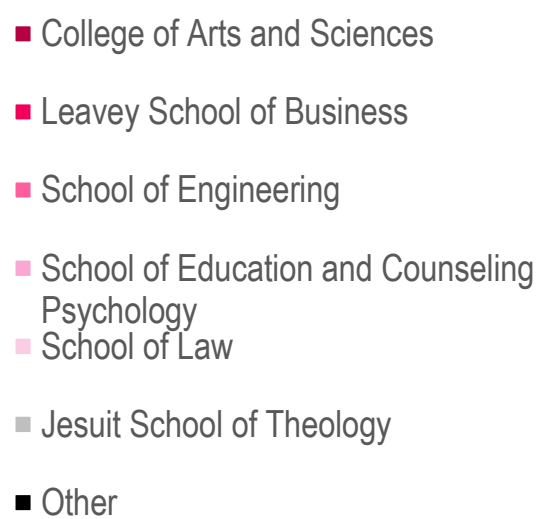 College of Arts and Sciences
Leavey School of Business
School of Engineering
School of Education and Counseling
Psychology
School of Law
Jesuit School of Theology
Other